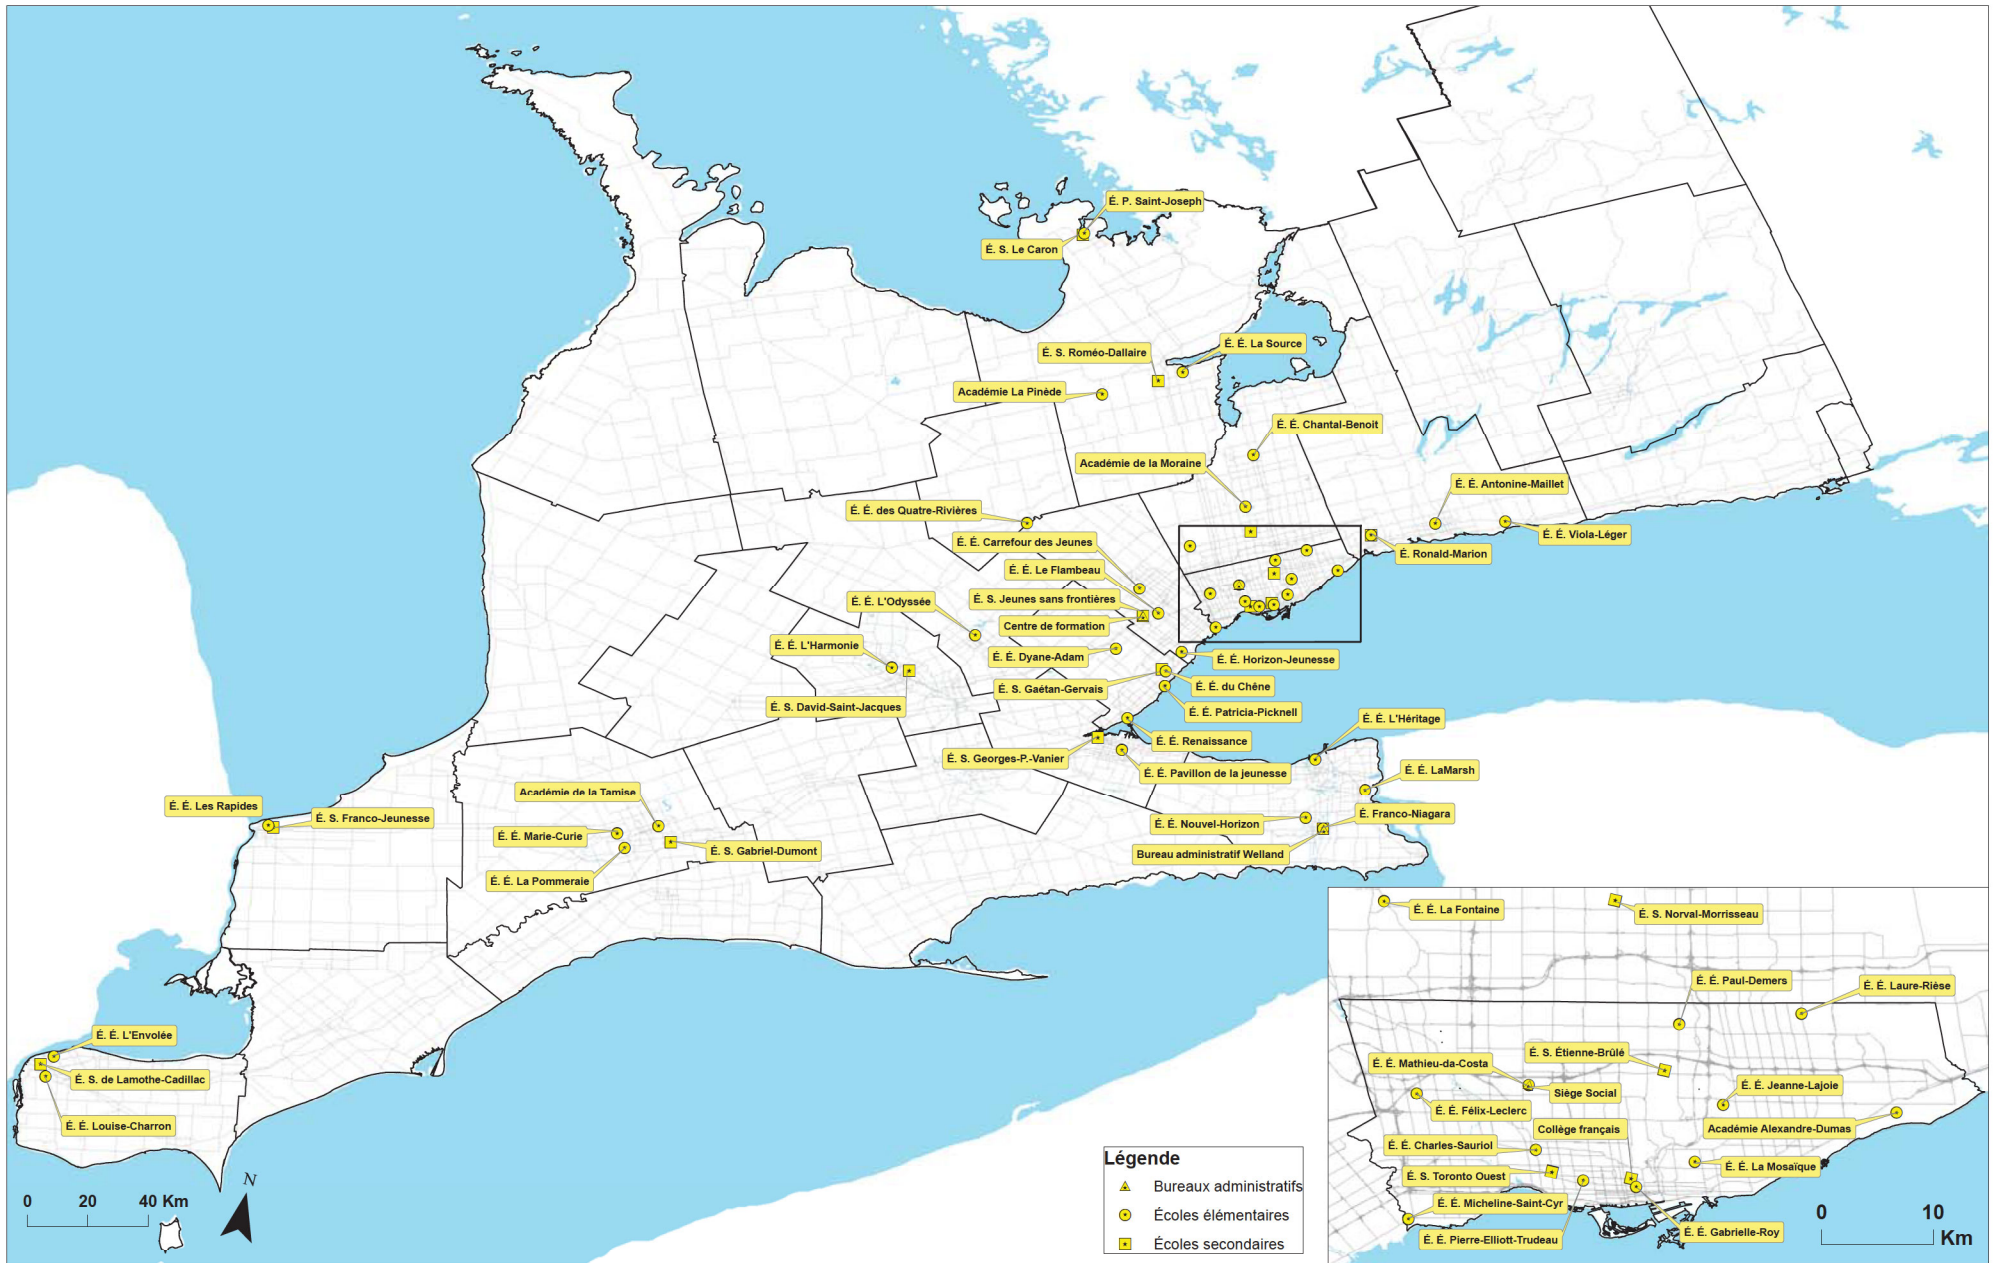 É. P. Saint-Joseph
É. S. Le Caron
É. É. La Source
É. S. Roméo-Dallaire
Académie La Pinède
É. É. Chantal-Benoit
Académie de la Moraine
É. É. Antonine-Maillet
É. É. des Quatre-Rivières
É. É. Viola-Léger
É. É. Carrefour des Jeunes
É. Ronald-Marion
É. É. Le Flambeau
É. S. Jeunes sans frontières
É. É. L'Odyssée
Centre de formation
É. É. L'Harmonie
É. É. Dyane-Adam
É. É. Horizon-Jeunesse
É. S. Gaétan-Gervais
É. É. du Chêne
É. S. David-Saint-Jacques
É. É. Patricia-Picknell
É. É. L'Héritage
É. É. Renaissance
É. S. Georges-P.-Vanier
É. É. Pavillon de la jeunesse
É. É. LaMarsh
Académie de la Tamise
É. É. Les Rapides
É. S. Franco-Jeunesse
É. Franco-Niagara
É. É. Nouvel-Horizon
É. É. Marie-Curie
É. S. Gabriel-Dumont
Bureau administratif Welland
É. É. La Pommeraie
É. É. La Fontaine
É. S. Norval-Morrisseau
É. É. Paul-Demers
É. É. Laure-Rièse
É. É. L'Envolée
É. S. Étienne-Brûlé
É. É. Mathieu-da-Costa
É. S. de Lamothe-Cadillac
É. É. Jeanne-Lajoie
Siège Social
É. É. Félix-Leclerc
É. É. Louise-Charron
Collège français
Académie Alexandre-Dumas
É. É. Charles-Sauriol
É. É. La Mosaïque
É. S. Toronto Ouest
É. É. Micheline-Saint-Cyr
É. É. Gabrielle-Roy
É. É. Pierre-Elliott-Trudeau
N
0 20 40 Km
Légende
Bureaux administratifs
Écoles élémentaires
Écoles secondaires
0 10
Km